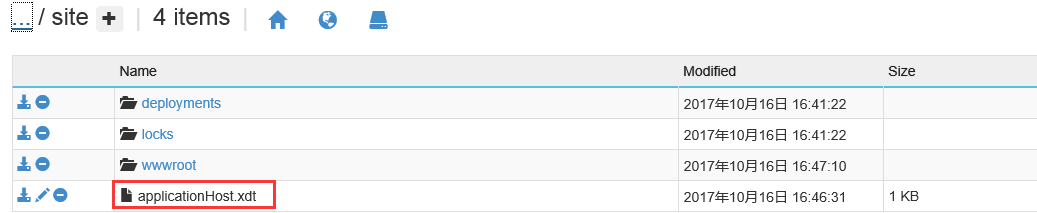 ... / site + | 4 items |
Name Modified Size
deployments 2017年10月16日 16:41:22
locks 2017年10月16日 16:41:22
wwwroot 2017年10月16日 16:47:10
applicationHost.xdt 2017年10月16日 16:46:31 1 KB